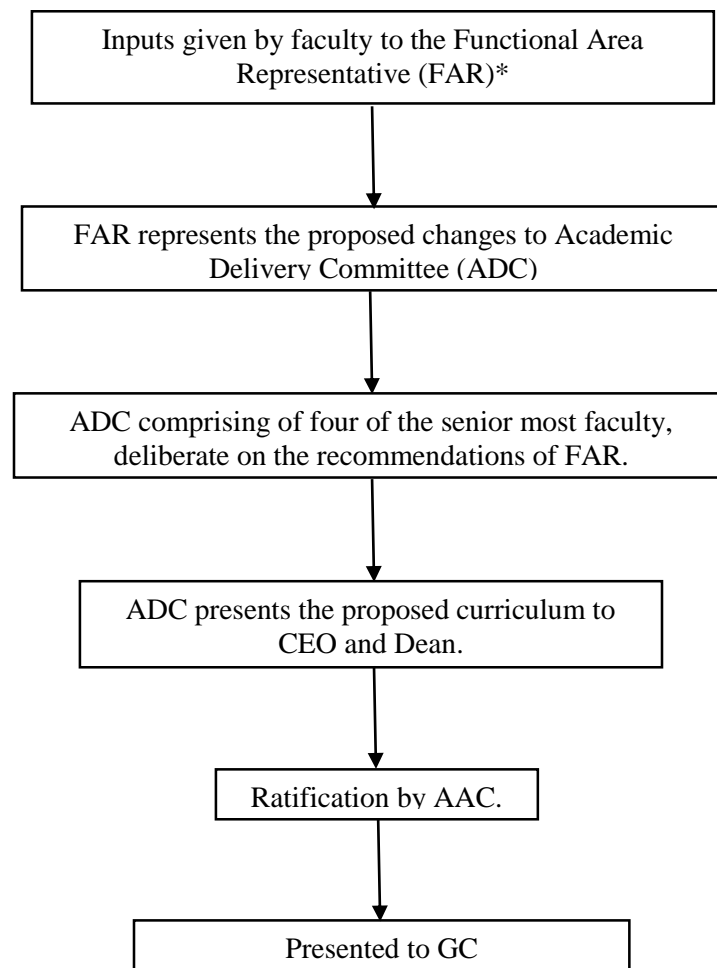 Inputs given by faculty to the Functional Area
Representative (FAR)*
FAR represents the proposed changes to Academic
Delivery Committee (ADC)
ADC comprising of four of the senior most faculty,
deliberate on the recommendations of FAR.
ADC presents the proposed curriculum to
CEO and Dean.
Ratification by AAC.
Presented to GC